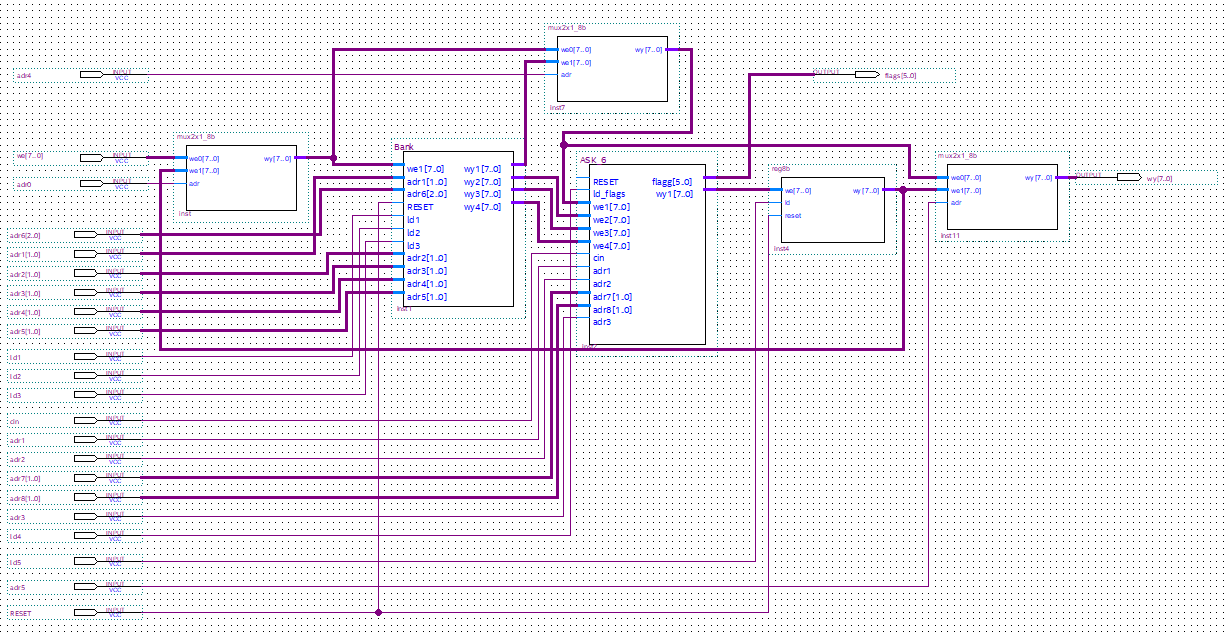 mux2x1_8b
we0[7..0] wy[7..0]
we1[7..0]
adr
inst7
adr4 INPUT VCC
OUTPUT flags[5..0]
mux2x1_8b
we0[7..0] wy[7..0]
we1[7..0]
adr
inst
we[7..0] INPUT VCC
adr0 INPUT VCC
Bank
we1[7..0] wy1[7..0]
adr1[1..0] wy2[7..0]
adr6[2..0] wy3[7..0]
RESET wy4[7..0]
ld1
ld2
ld3
adr2[1..0]
adr3[1..0]
adr4[1..0]
adr5[1..0]
inst1
ASK_6
RESET flagg[5..0]
ld_flags wy1[7..0]
we1[7..0]
we2[7..0]
we3[7..0]
we4[7..0]
cin
adr1
adr2
adr7[1..0]
adr8[1..0]
adr3
reg8b
we[7..0] wy[7..0]
ld
reset
inst4
mux2x1_8b
we0[7..0] wy[7..0]
we1[7..0]
adr
inst11
OUTPUT wy[7..0]
adr6[2..0] INPUT VCC
adr1[1..0] INPUT VCC
adr2[1..0] INPUT VCC
adr3[1..0] INPUT VCC
adr4[1..0] INPUT VCC
adr5[1..0] INPUT VCC
ld1 INPUT VCC
ld2 INPUT VCC
ld3 INPUT VCC
cin INPUT VCC
adr1 INPUT VCC
adr2 INPUT VCC
adr7[1..0] INPUT VCC
adr8[1..0] INPUT VCC
adr3 INPUT VCC
ld4 INPUT VCC
ld5 INPUT VCC
adr5 INPUT VCC
RESET INPUT VCC